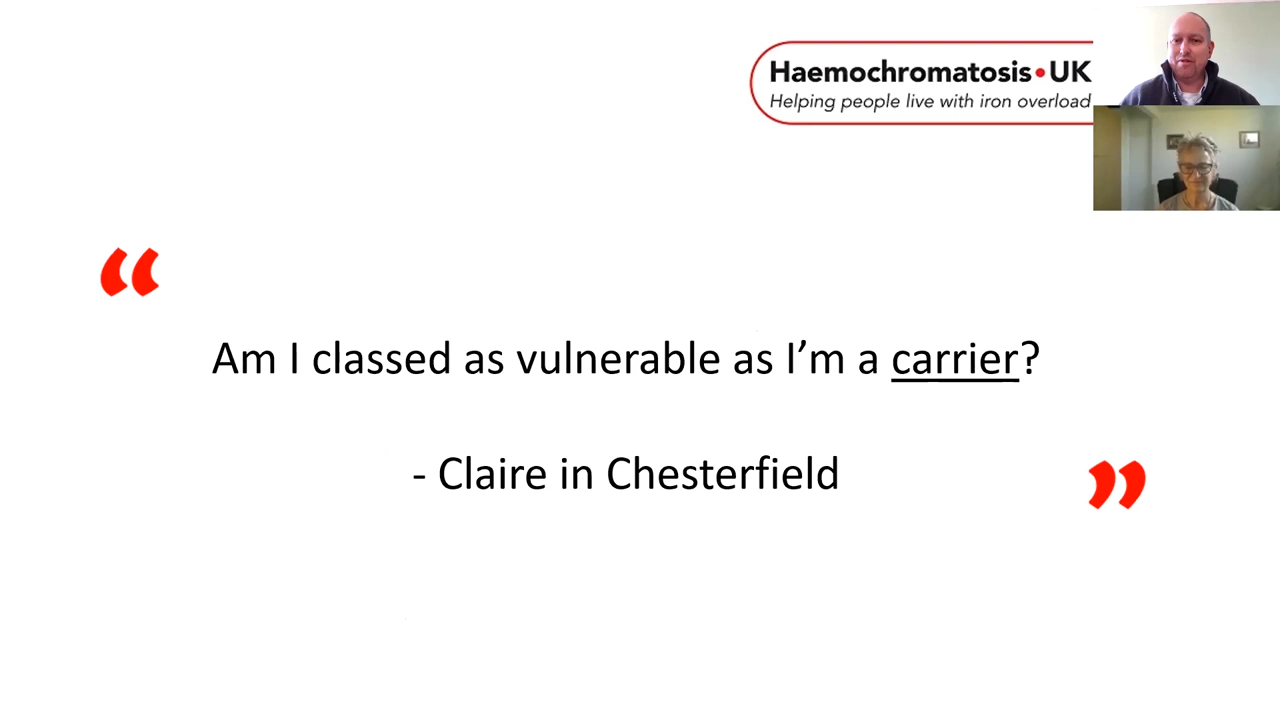 Haemochromatosis•UK
Helping people live with iron overload
“
Am I classed as vulnerable as I’m a carrier?
- Claire in Chesterfield
”